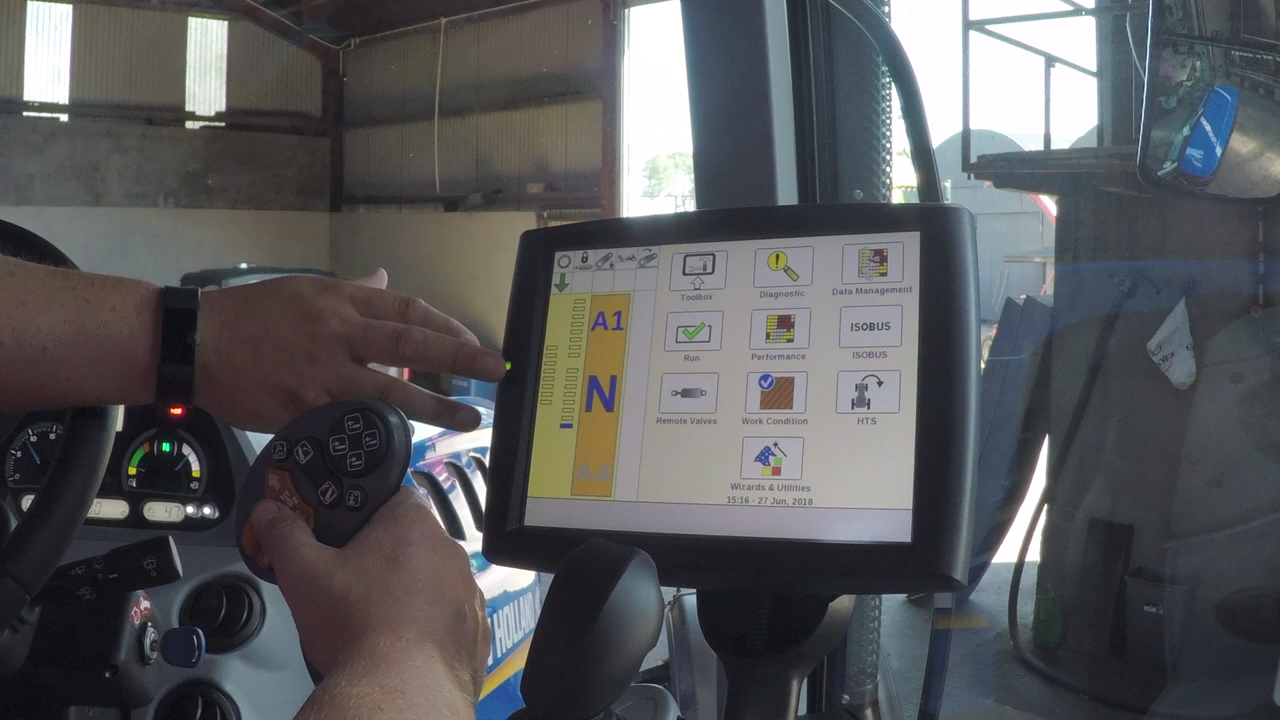 A1
N
A4
Toolbox
Diagnostic
Data Management
Run
Performance
ISOBUS
ISOBUS
Remote Valves
Work Condition
HTS
Wizards & Utilities
15:16 - 27 Jun, 2018
N
47
HOLLAND